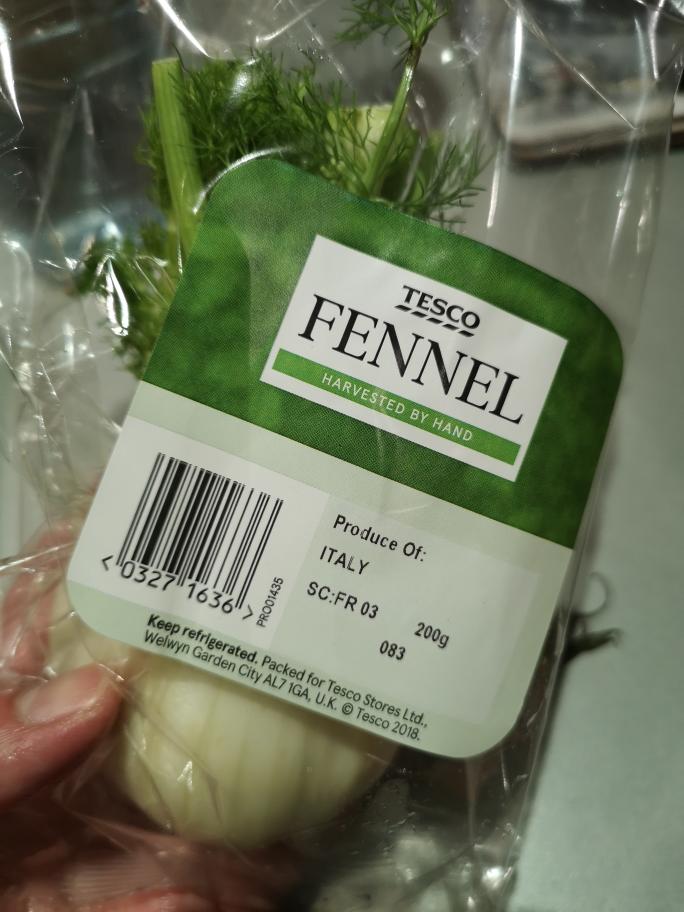 TESCO
FENNEL
HARVESTED BY HAND
Produce Of:
ITALY
SC:FR 03
200g
083
< 0327 1636 >
PRO01435
Keep refrigerated. Packed for Tesco Stores Ltd.,
Welwyn Garden City AL7 1GA, U.K. © Tesco 2018.